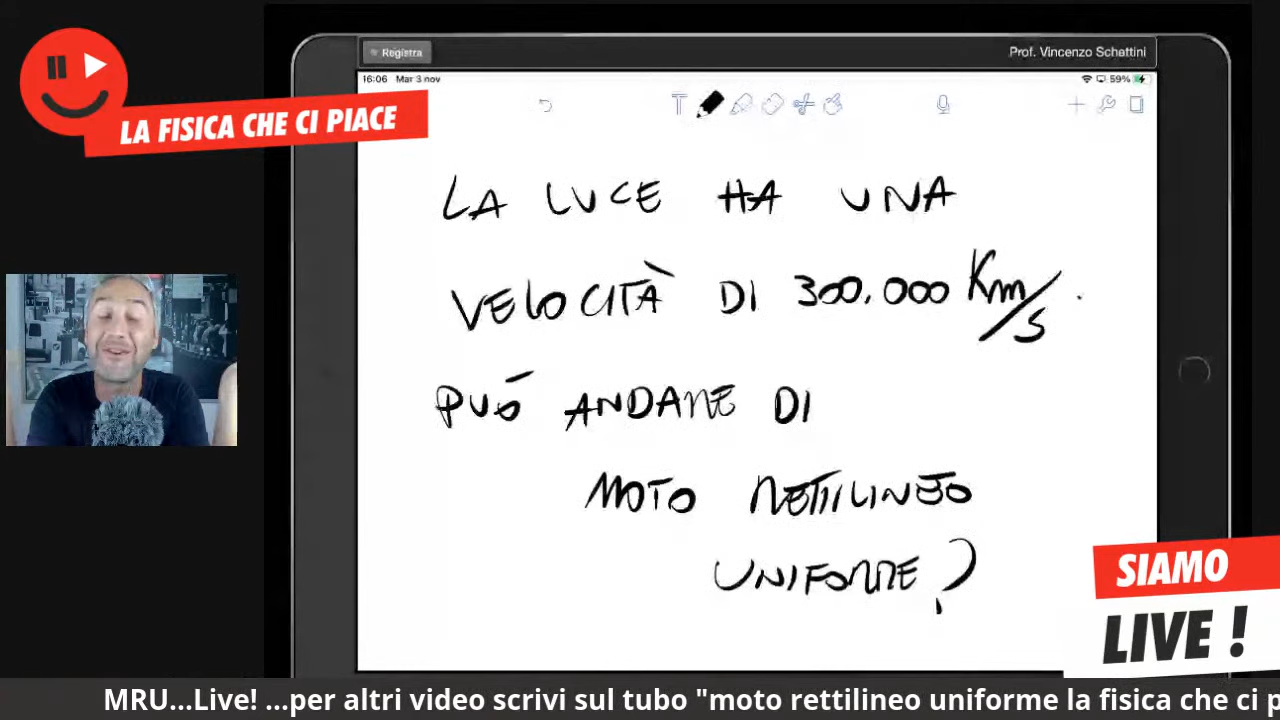 Registra
Prof. Vincenzo Schettini
16:06 Mar 3 nov
59%
LA FISICA CHE CI PIACE
LA LUCE HA UNA
VELOCITÀ DI 300.000 Km/s.
PUÓ ANDARE DI
MOTO RETTILINEO
UNIFORME?
SIAMO
LIVE !
MRU...Live! ...per altri video scrivi sul tubo "moto rettilineo uniforme la fisica che ci p